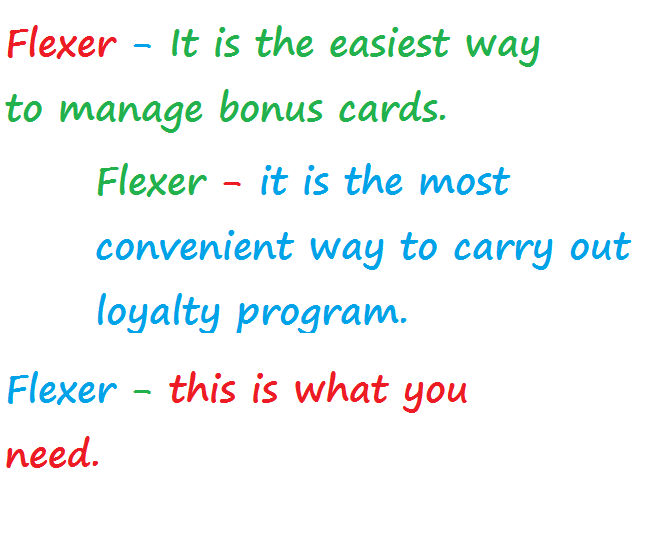 Flexer - It is the easiest way
to manage bonus cards.
Flexer - it is the most
convenient way to carry out
loyalty program.
Flexer - this is what you
need.